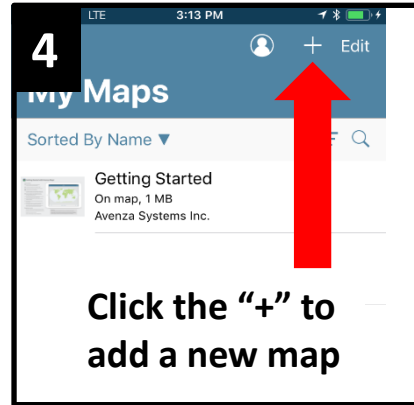 4
LTE 3:13 PM
+ Edit
My Maps
Sorted By Name ▼
Getting Started
On map, 1 MB
Avenza Systems Inc.
Click the “+” to
add a new map